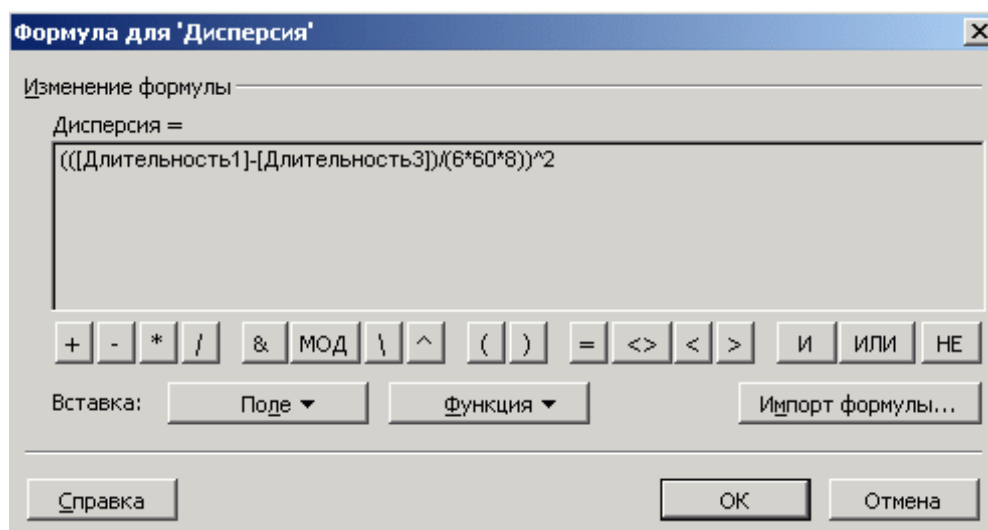 Формула для 'Дисперсия'
Изменение формулы
Дисперсия =
(([Длительность1]-[Длительность3])/(6*60*8))^2
+ - * / & МОД \ ^ ( ) = <> < > И ИЛИ НЕ
Вставка: Поле Функция Импорт формулы...
Справка ОК Отмена